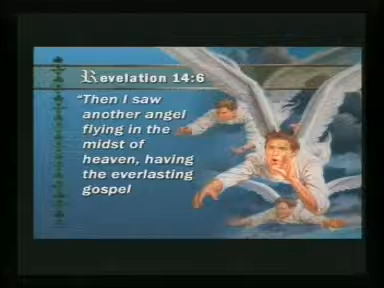 Revelation 14:6
"Then I saw
another angel
flying in the
midst of
heaven, having
the everlasting
gospel